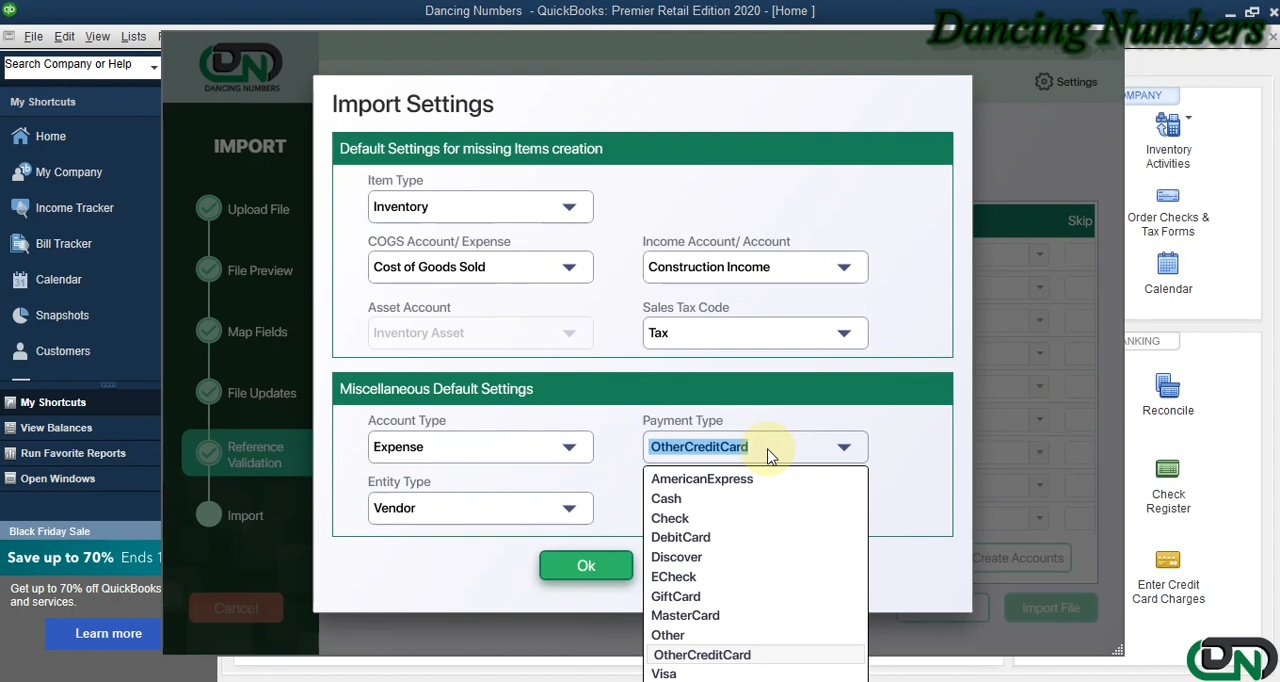 Dancing Numbers - QuickBooks: Premier Retail Edition 2020 - [Home ]
Dancing Numbers
File Edit View Lists
Search Company or Help
My Shortcuts
Home
My Company
Income Tracker
Bill Tracker
Calendar
Snapshots
Customers
My Shortcuts
View Balances
Run Favorite Reports
Open Windows
Black Friday Sale
Save up to 70% Ends 1
Get up to 70% off QuickBooks
and services.
Learn more
DN
DANCING NUMBERS
IMPORT
Upload File
File Preview
Map Fields
File Updates
Reference
Validation
Import
Cancel
Settings
Skip
Create Accounts
Import File
Import Settings
Default Settings for missing Items creation
Item Type
Inventory
COGS Account/ Expense
Cost of Goods Sold
Income Account/ Account
Construction Income
Asset Account
Inventory Asset
Sales Tax Code
Tax
Miscellaneous Default Settings
Account Type
Expense
Payment Type
OtherCreditCard
Entity Type
Vendor
AmericanExpress
Cash
Check
DebitCard
Discover
ECheck
GiftCard
MasterCard
Other
OtherCreditCard
Visa
Ok
OMPANY
Inventory
Activities
Order Checks &
Tax Forms
Calendar
ANKING
Reconcile
Check
Register
Enter Credit
Card Charges
DN